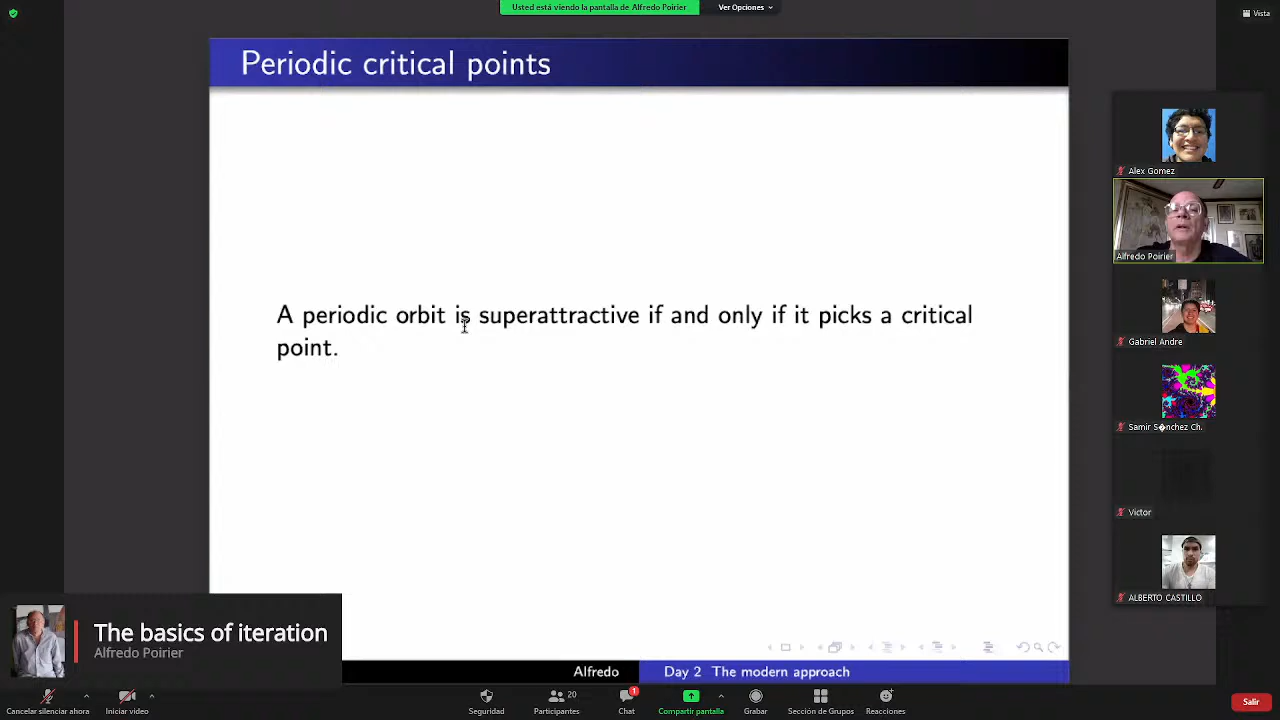 Usted está viendo la pantalla de Alfredo Poirier
Ver Opciones
Vista
Periodic critical points
A periodic orbit is superattractive if and only if it picks a critical
point.
Alex Gomez
Alfredo Poirier
Gabriel Andre
Samir S�nchez Ch.
Victor
ALBERTO CASTILLO
The basics of iteration
Alfredo Poirier
Alfredo
Day 2 The modern approach
Cancelar silenciar ahora
Iniciar video
Seguridad
20
Participantes
1
Chat
Compartir pantalla
Grabar
Sección de Grupos
Reacciones
Salir